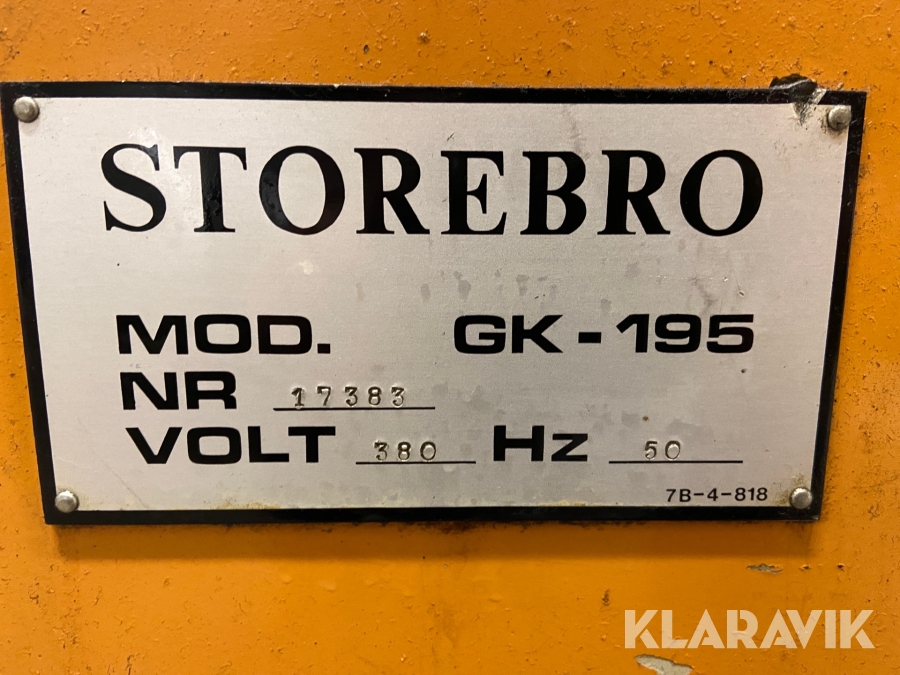 STOREBRO
MOD. GK-195
NR 17383
VOLT 380 Hz 50
7B-4-818
KLARAVIK